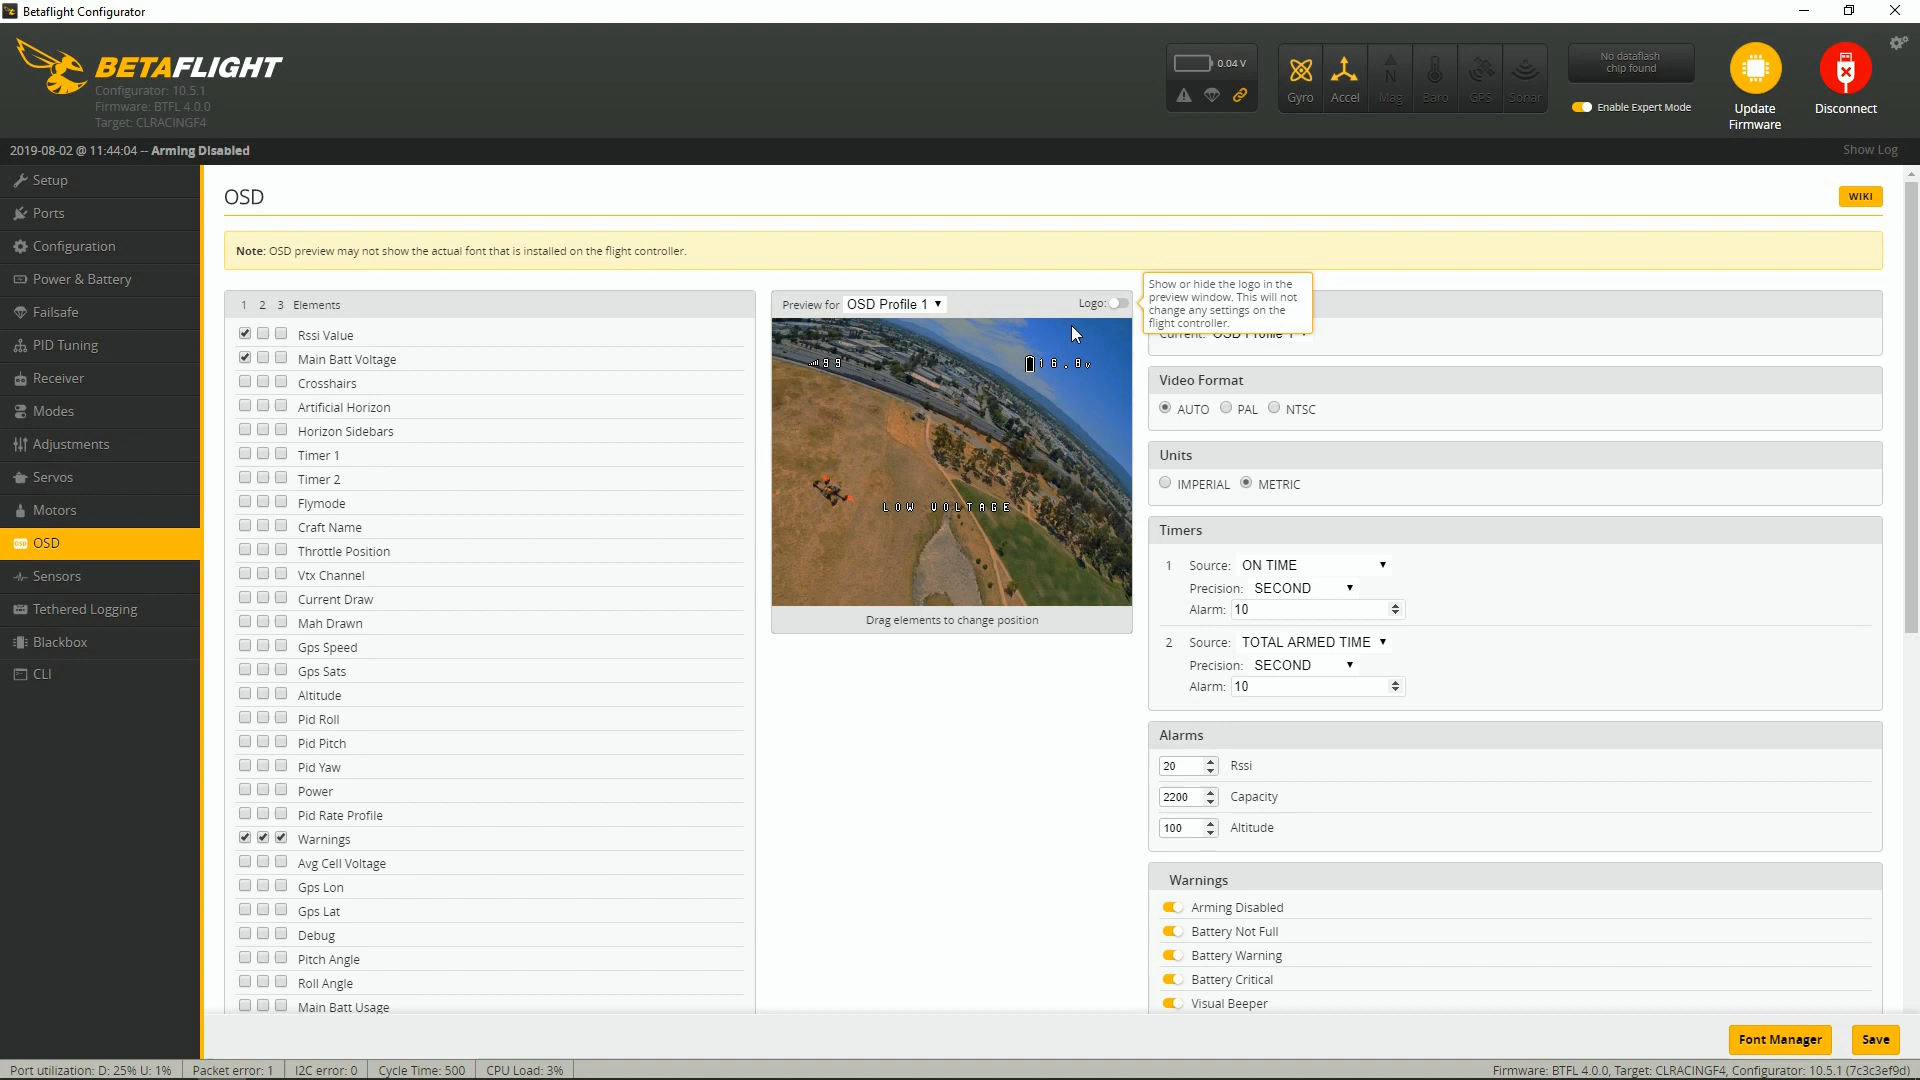 Betaflight Configurator
BETAFLIGHT
Configurator: 10.5.1
Firmware: BTFL 4.0.0
Target: CLRACINGF4
0.04 V
Gyro
Accel
Mag
Baro
GPS
Sonar
No dataflash
chip found
Enable Expert Mode
Update
Firmware
Disconnect
2019-08-02 @ 11:44:04 -- Arming Disabled
Show Log
Setup
Ports
Configuration
Power & Battery
Failsafe
PID Tuning
Receiver
Modes
Adjustments
Servos
Motors
OSD
Sensors
Tethered Logging
Blackbox
CLI
OSD
WIKI
Note: OSD preview may not show the actual font that is installed on the flight controller.
1 2 3 Elements
Rssi Value
Main Batt Voltage
Crosshairs
Artificial Horizon
Horizon Sidebars
Timer 1
Timer 2
Flymode
Craft Name
Throttle Position
Vtx Channel
Current Draw
Mah Drawn
Gps Speed
Gps Sats
Altitude
Pid Roll
Pid Pitch
Pid Yaw
Power
Pid Rate Profile
Warnings
Avg Cell Voltage
Gps Lon
Gps Lat
Debug
Pitch Angle
Roll Angle
Main Batt Usage
Preview for OSD Profile 1
Logo:
99
16.8v
LOW VOLTAGE
Drag elements to change position
Show or hide the logo in the
preview window. This will not
change any settings on the
flight controller.
Current: OSD Profile 1
Video Format
AUTO PAL NTSC
Units
IMPERIAL METRIC
Timers
1 Source: ON TIME
Precision: SECOND
Alarm: 10
2 Source: TOTAL ARMED TIME
Precision: SECOND
Alarm: 10
Alarms
20 Rssi
2200 Capacity
100 Altitude
Warnings
Arming Disabled
Battery Not Full
Battery Warning
Battery Critical
Visual Beeper
Font Manager
Save
Port utilization: D: 25% U: 1%
Packet error: 1
I2C error: 0
Cycle Time: 500
CPU Load: 3%
Firmware: BTFL 4.0.0, Target: CLRACINGF4, Configurator: 10.5.1 (7c3c3ef9d)